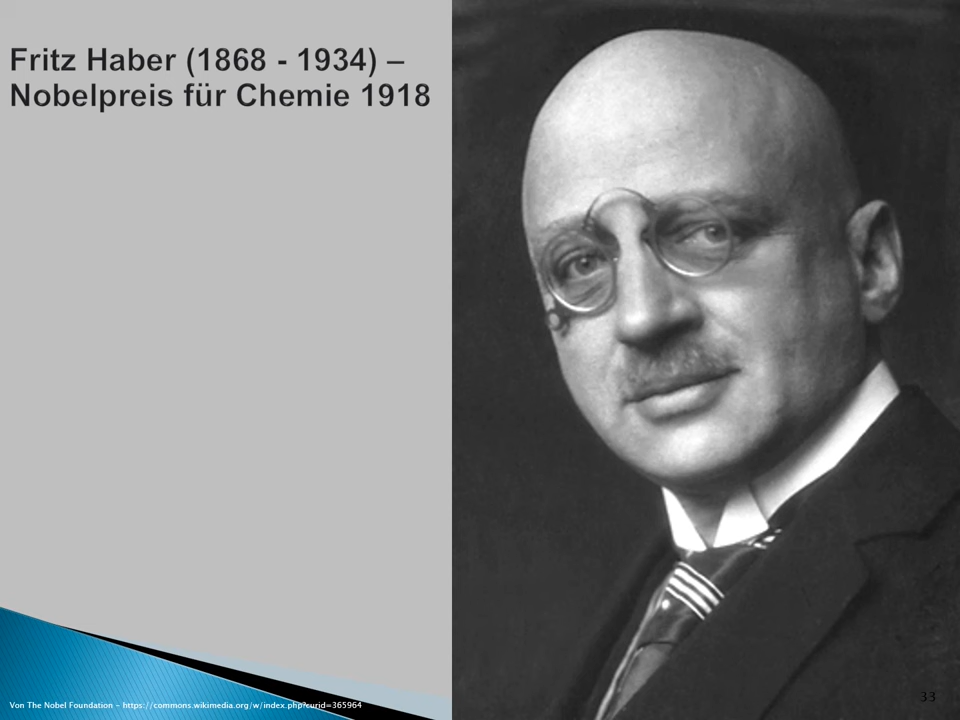 Fritz Haber (1868 - 1934) –
Nobelpreis für Chemie 1918
Von The Nobel Foundation - https://commons.wikimedia.org/w/index.php?curid=365964
33